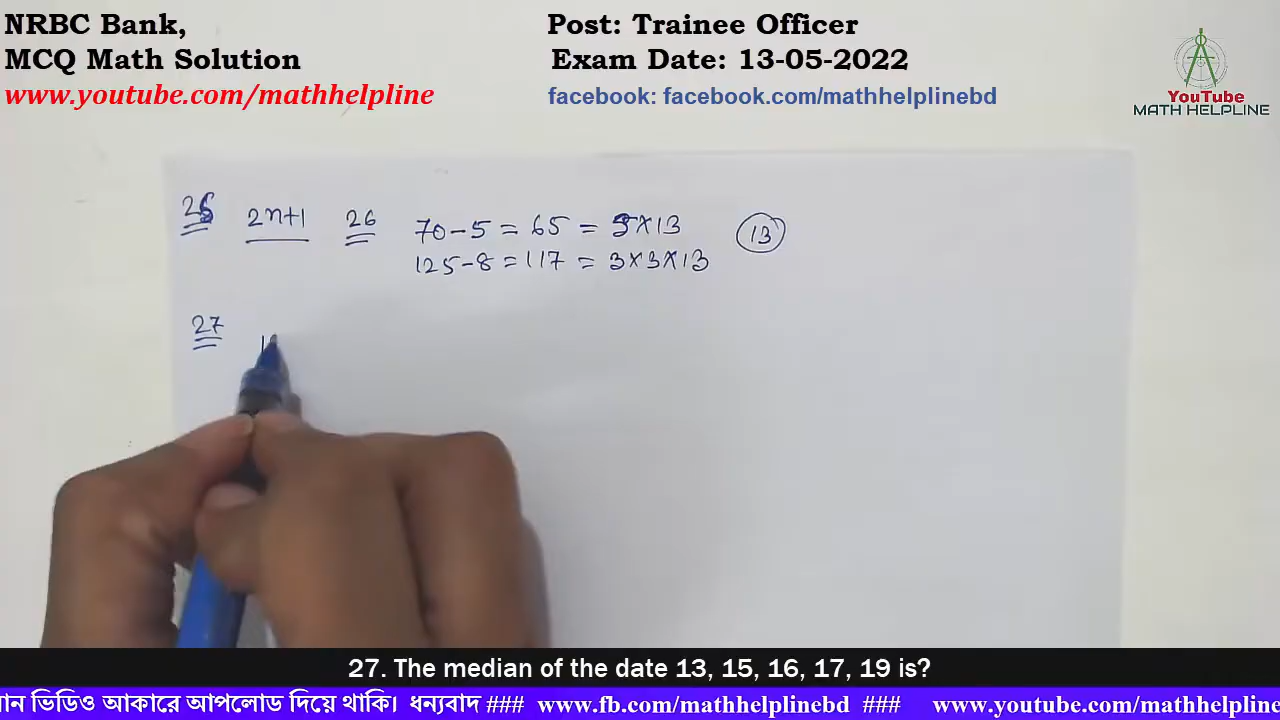 NRBC Bank,
Post: Trainee Officer
MCQ Math Solution
Exam Date: 13-05-2022
www.youtube.com/mathhelpline
facebook: facebook.com/mathhelplinebd
YouTube
MATH HELPLINE
25 2n+1 26 70-5 = 65 = 5×13 13
125-8 = 117 = 3×3×13
27
27. The median of the date 13, 15, 16, 17, 19 is?
ভিডিও আকারে আপলোড দিয়ে থাকি। ধন্যবাদ ### www.fb.com/mathhelplinebd ### www.youtube.com/mathhelpline